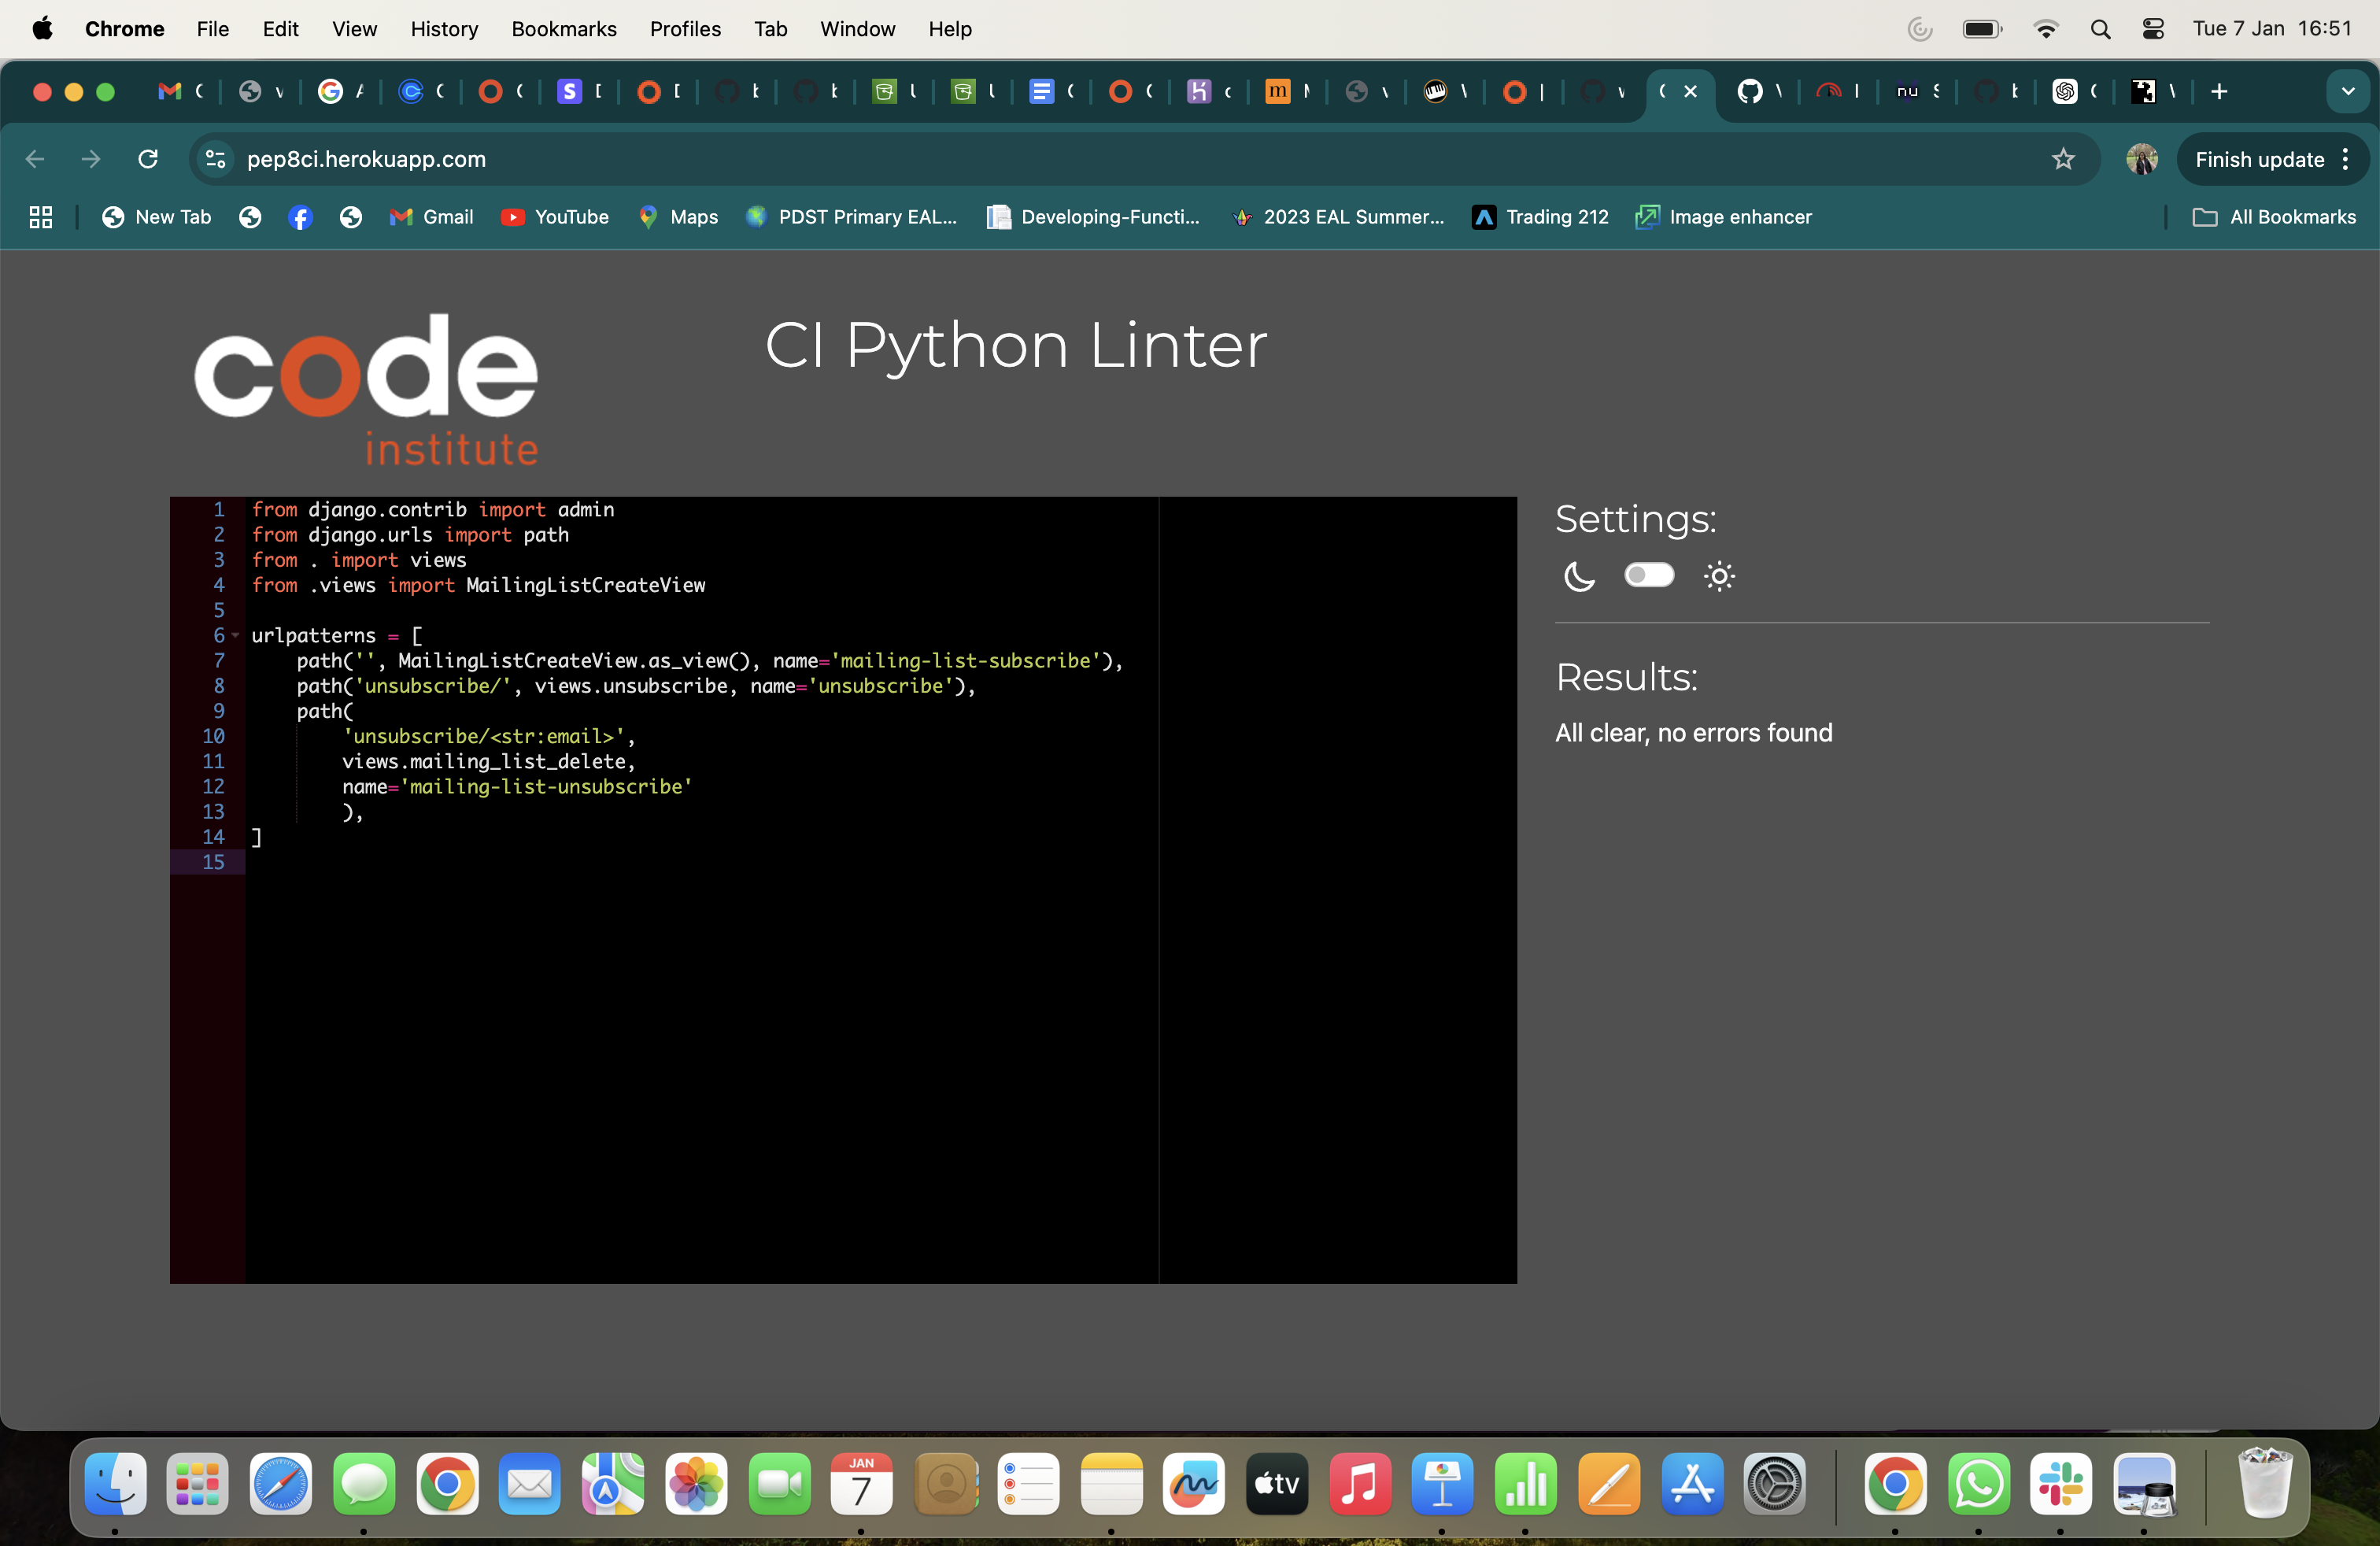 Chrome File Edit View History Bookmarks Profiles Tab Window Help Tue 7 Jan 16:51
pep8ci.herokuapp.com Finish update
New Tab Gmail YouTube Maps PDST Primary EAL... Developing-Functi... 2023 EAL Summer... Trading 212 Image enhancer All Bookmarks
code
institute
CI Python Linter
1 from django.contrib import admin
2 from django.urls import path
3 from . import views
4 from .views import MailingListCreateView
5
6 urlpatterns = [
7 path('', MailingListCreateView.as_view(), name='mailing-list-subscribe'),
8 path('unsubscribe/', views.unsubscribe, name='unsubscribe'),
9 path(
10 'unsubscribe/<str:email>',
11 views.mailing_list_delete,
12 name='mailing-list-unsubscribe'
13 ),
14 ]
15
Settings:
Results:
All clear, no errors found
JAN
7
tv